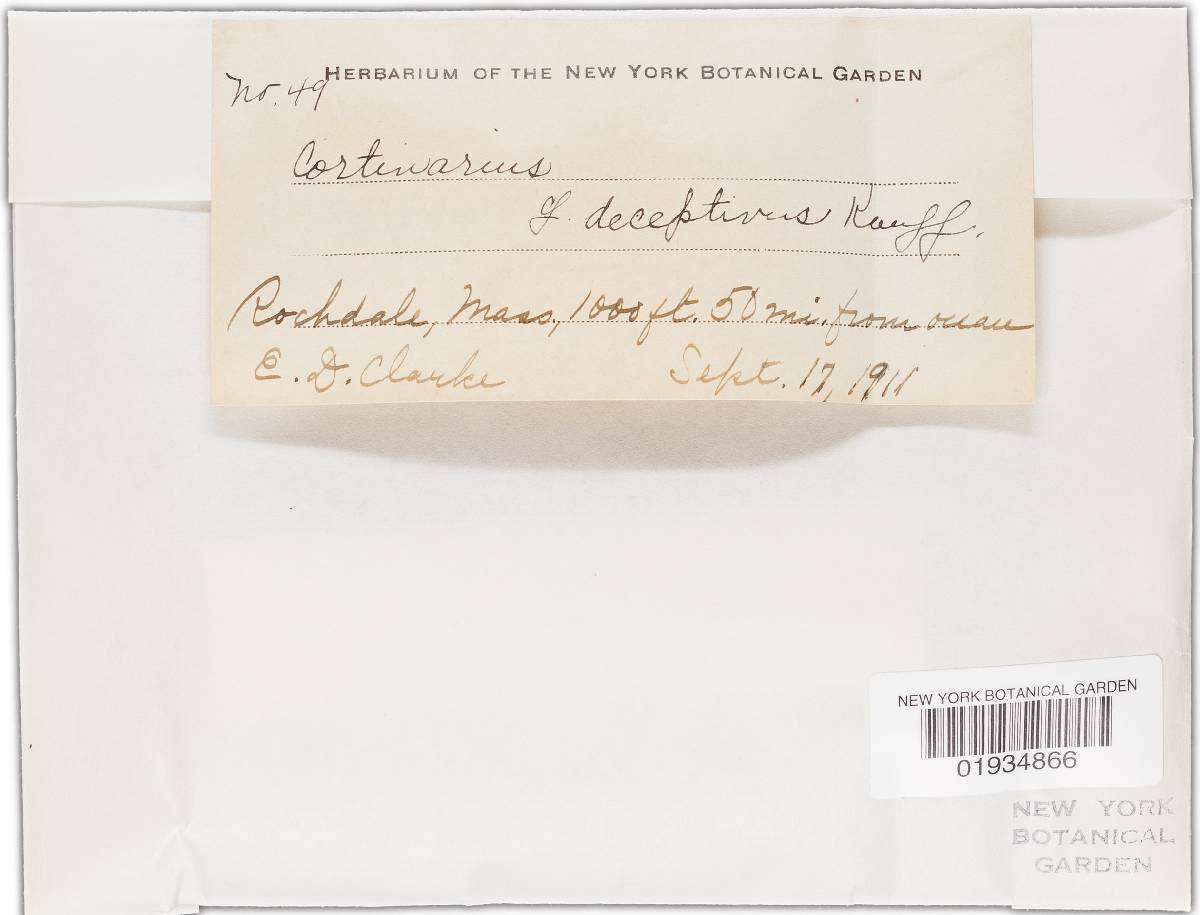 HERBARIUM OF THE NEW YORK BOTANICAL GARDEN
No. 49
Cortinarius
deceptivus Kauff.
Rochdale, Mass., 1000 ft. 50 mi. from ocean
E. D. Clarke Sept. 17, 1911
NEW YORK BOTANICAL GARDEN
01934866
NEW YORK
BOTANICAL
GARDEN